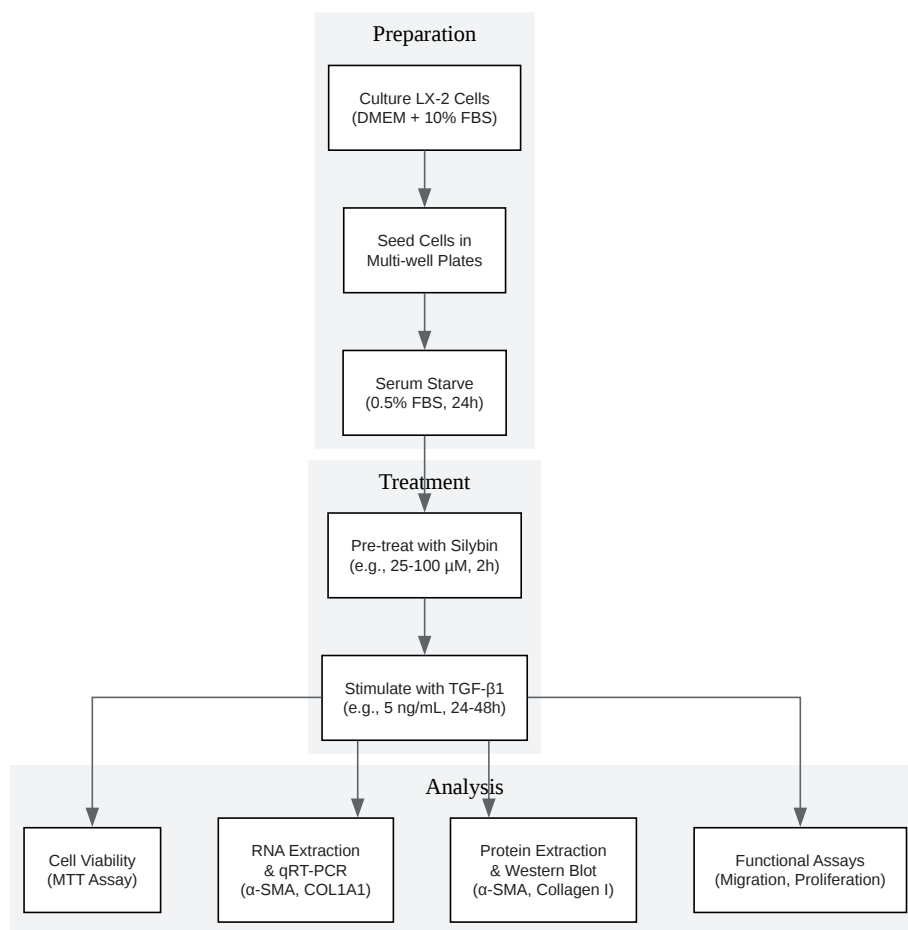 Preparation
Culture LX-2 Cells
(DMEM + 10% FBS)
Seed Cells in
Multi-well Plates
Serum Starve
(0.5% FBS, 24h)
Treatment
Pre-treat with Silybin
(e.g., 25-100 µM, 2h)
Stimulate with TGF-β1
(e.g., 5 ng/mL, 24-48h)
Analysis
Cell Viability
(MTT Assay)
RNA Extraction
& qRT-PCR
(α-SMA, COL1A1)
Protein Extraction
& Western Blot
(α-SMA, Collagen I)
Functional Assays
(Migration, Proliferation)